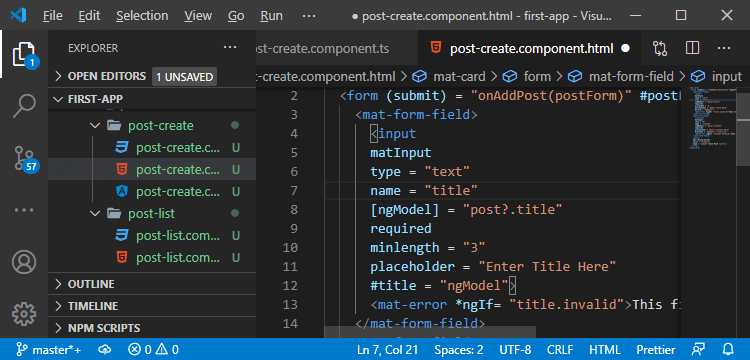 File Edit View Go Run ··· ● post-create.component.html - first-app - Visu...
EXPLORER ··· post-create.component.ts post-create.component.html ●
OPEN EDITORS 1 UNSAVED t-create.component.html > mat-card > form > mat-form-field > input
FIRST-APP
post-create
post-create.c... U
post-create.c... U
post-create.c... U
post-list
post-list.com... U
post-list.com... U
OUTLINE
TIMELINE
NPM SCRIPTS
1
57
2 <form (submit) = "onAddPost(postForm)"
3 <mat-form-field>
4 <input
5 matInput
6 type = "text"
7 name = "title"
8 [ngModel] = "post?.title"
9 required
10 minlength = "3"
11 placeholder = "Enter Title Here"
12 #title = "ngModel">
13 <mat-error *ngIf= "title.invalid">This fi
14 </mat-form-field>
master*+ 0 0 Ln 7, Col 21 Spaces: 2 UTF-8 CRLF HTML Prettier